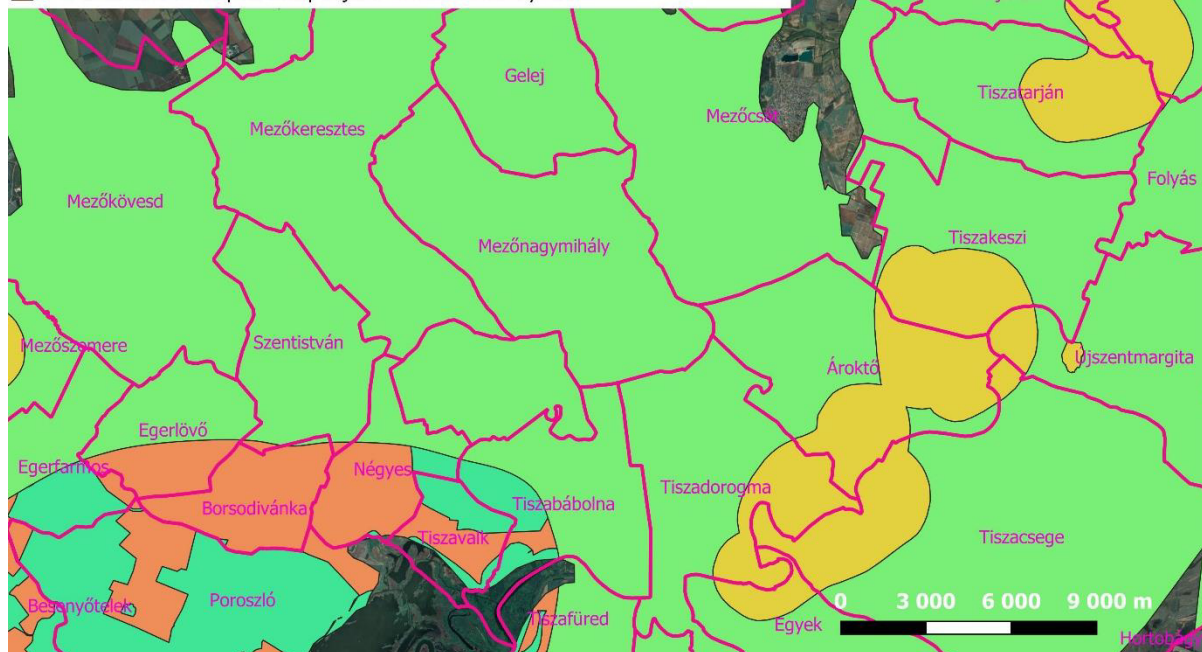 Gelej
Tiszatarján
Mezőkeresztes
Mezőcsát
Mezőkövesd
Folyás
Mezőnagymihály
Tiszakeszi
Mezőszemere
Szentistván
Újszentmargita
Ároktő
Egerlövő
Egerfarmos
Négyes
Borsodivánka
Tiszabábolna
Tiszadorogma
Tiszavalk
Tiszacsege
Besenyőtelek
Poroszló
Tiszafüred
Egyek
0 3 000 6 000 9 000 m